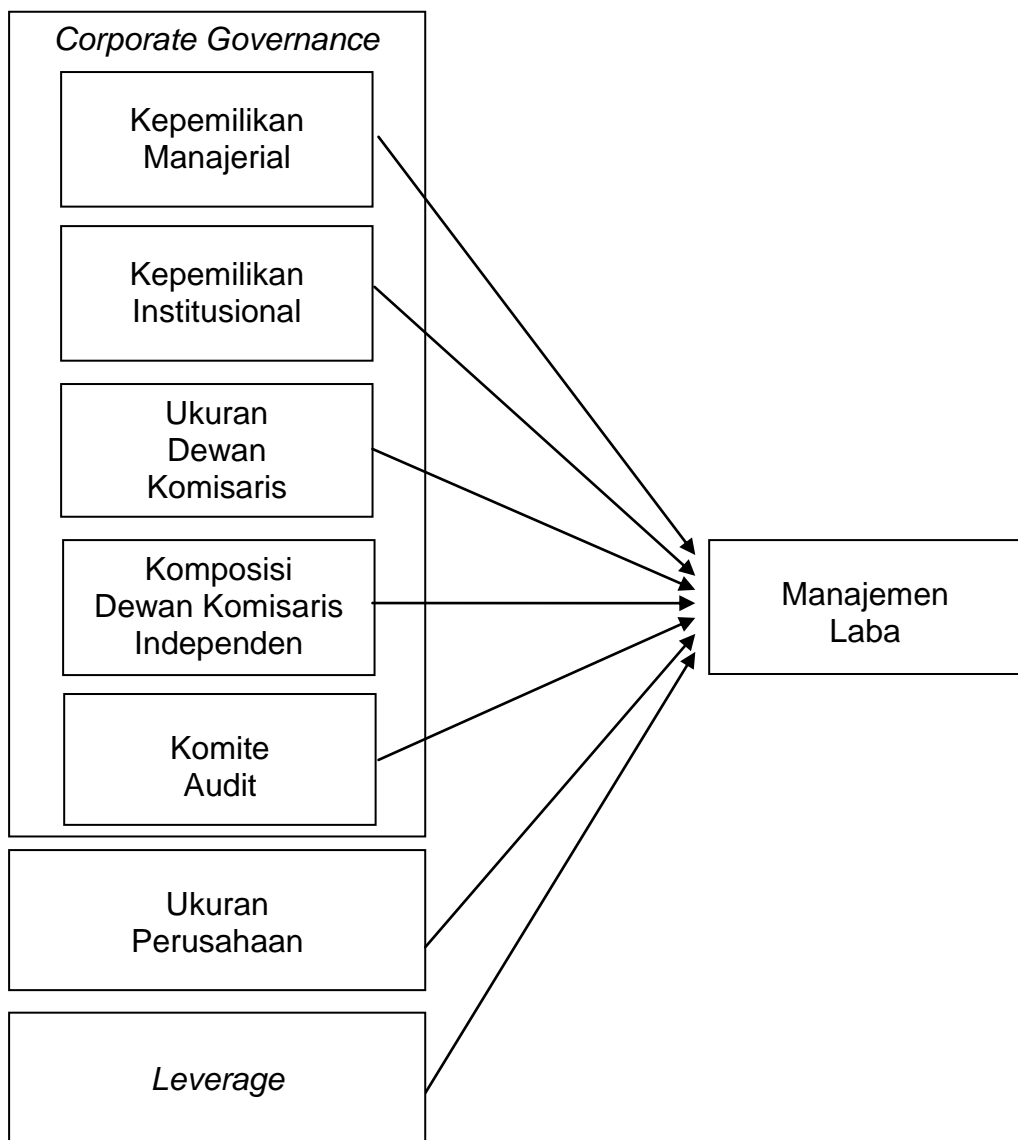 Corporate Governance
Kepemilikan
Manajerial
Kepemilikan
Institusional
Ukuran
Dewan
Komisaris
Komposisi
Dewan Komisaris
Independen
Komite
Audit
Ukuran
Perusahaan
Leverage
Manajemen
Laba